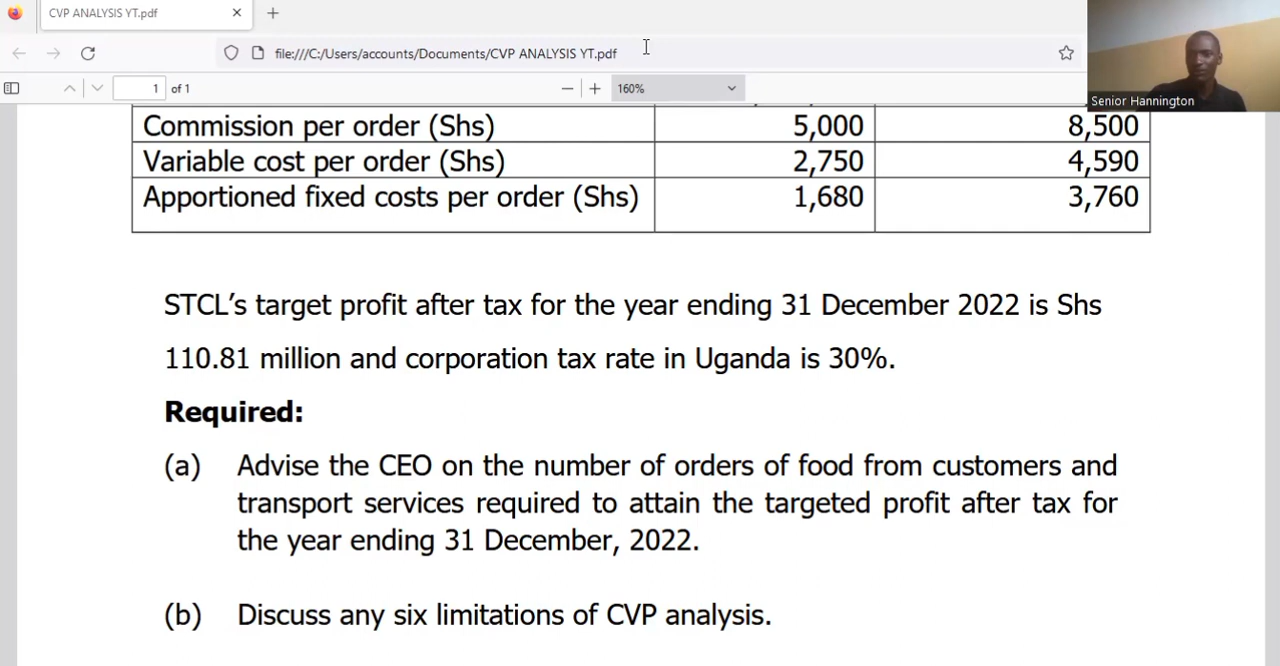 CVP ANALYSIS YT.pdf
file:///C:/Users/accounts/Documents/CVP ANALYSIS YT.pdf
1 of 1
160%
Senior Hannington
Commission per order (Shs) 5,000 8,500
Variable cost per order (Shs) 2,750 4,590
Apportioned fixed costs per order (Shs) 1,680 3,760
STCL’s target profit after tax for the year ending 31 December 2022 is Shs
110.81 million and corporation tax rate in Uganda is 30%.
Required:
(a) Advise the CEO on the number of orders of food from customers and
transport services required to attain the targeted profit after tax for
the year ending 31 December, 2022.
(b) Discuss any six limitations of CVP analysis.